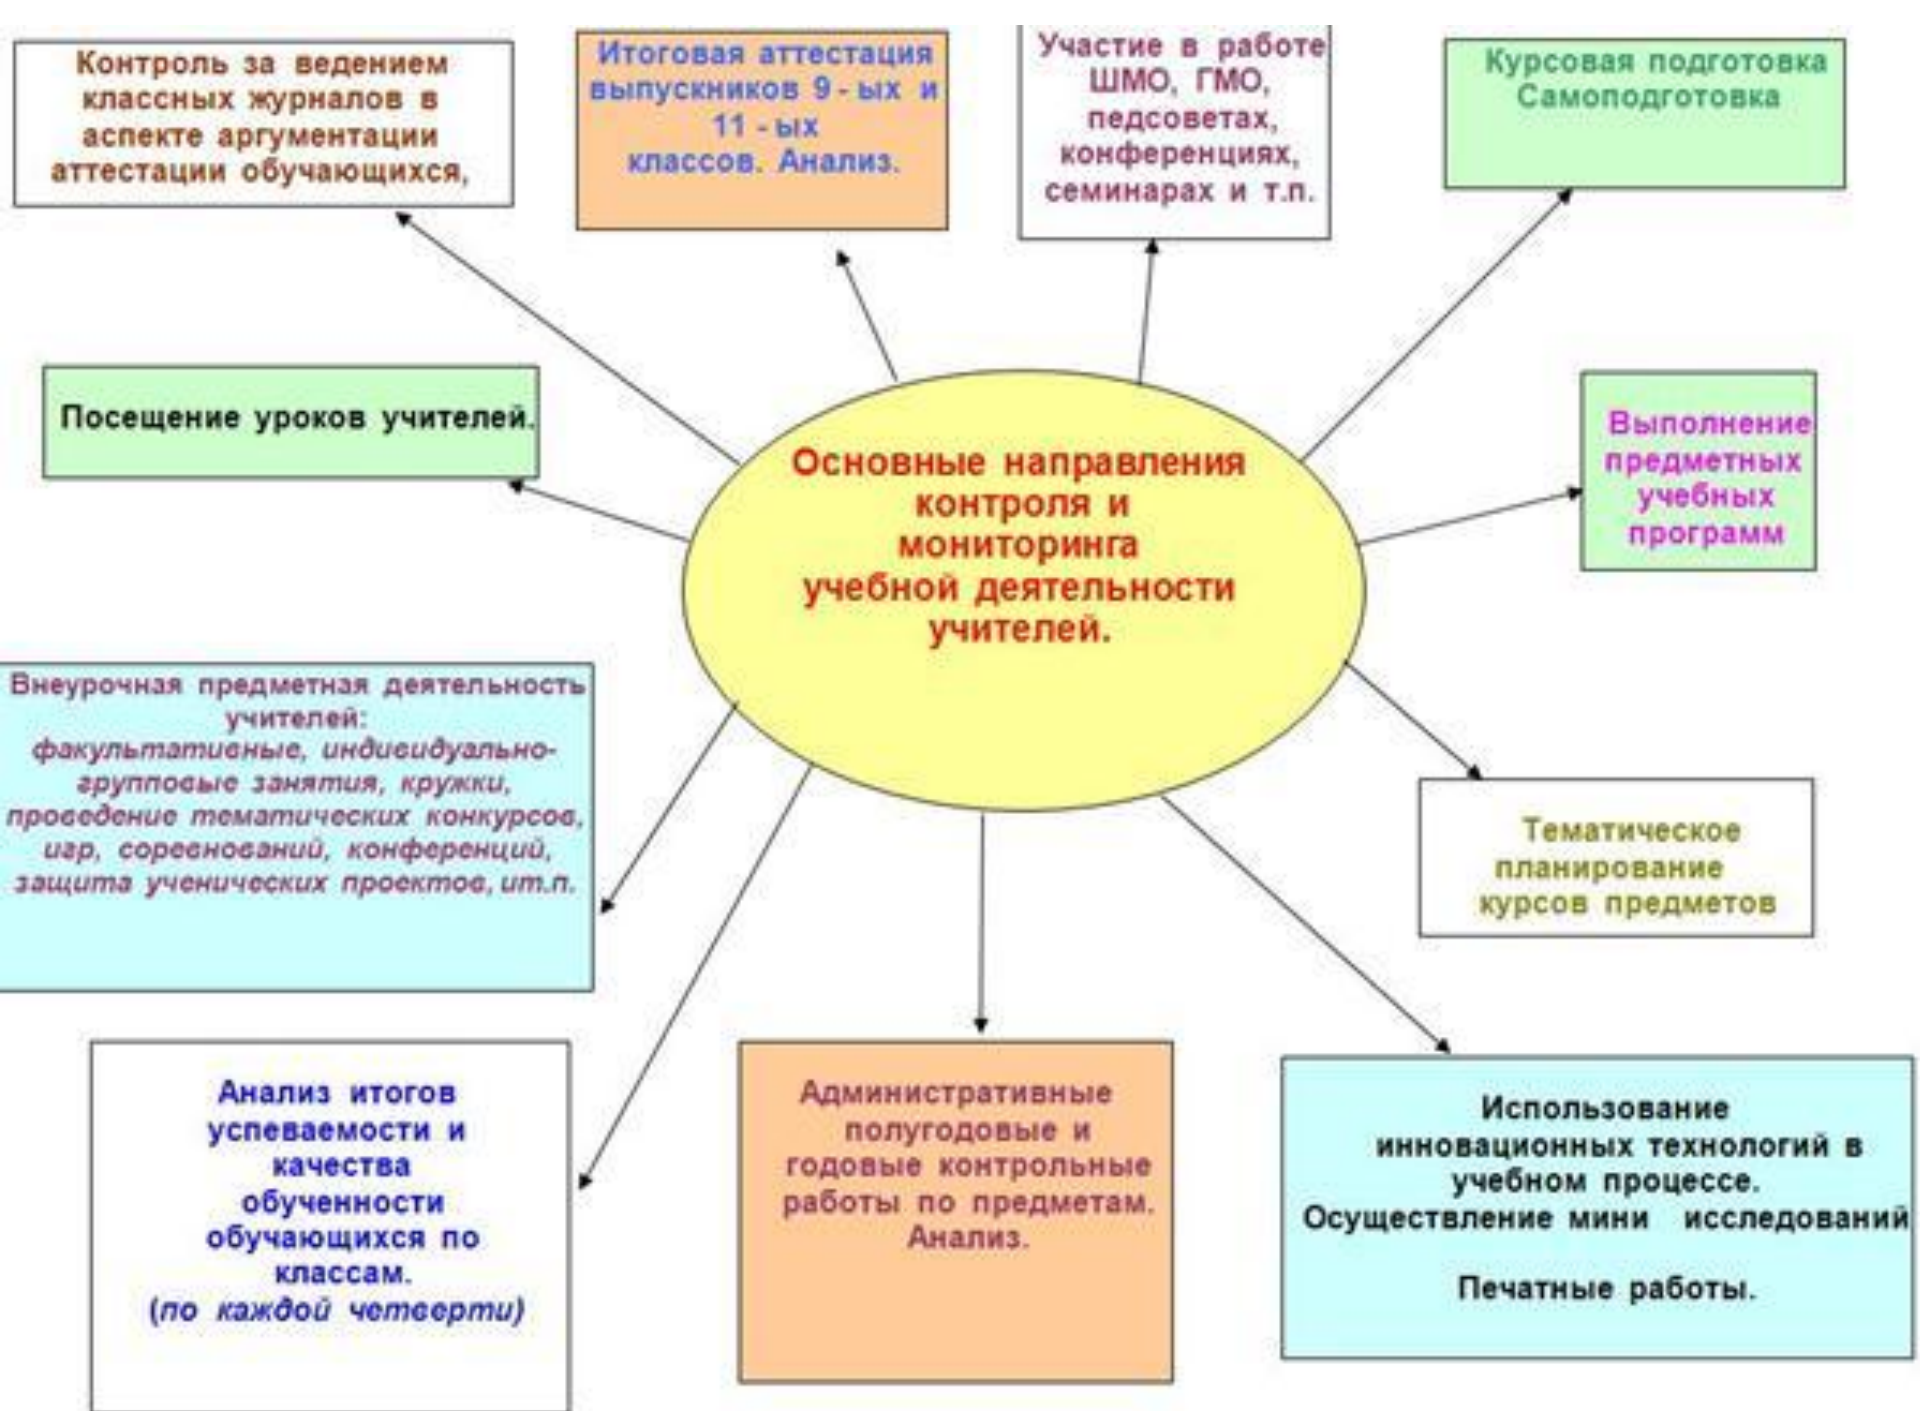 Контроль за ведением
классных журналов в
аспекте аргументации
аттестации обучающихся,
Итоговая аттестация
выпускников 9 - ых и
11 - ых
классов. Анализ.
Участие в работе
ШМО, ГМО,
педсоветах,
конференциях,
семинарах и т.п.
Курсовая подготовка
Самоподготовка
Посещение уроков учителей.
Основные направления
контроля и
мониторинга
учебной деятельности
учителей.
Выполнение
предметных
учебных
программ
Внеурочная предметная деятельность
учителей:
факультативные, индивидуально-
групповые занятия, кружки,
проведение тематических конкурсов,
игр, соревнований, конференций,
защита ученических проектов, ит.п.
Тематическое
планирование
курсов предметов
Анализ итогов
успеваемости и
качества
обученности
обучающихся по
классам.
(по каждой четверти)
Административные
полугодовые и
годовые контрольные
работы по предметам.
Анализ.
Использование
инновационных технологий в
учебном процессе.
Осуществление мини исследований
Печатные работы.